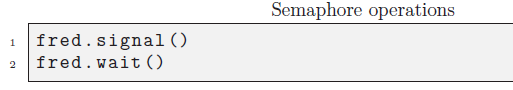 Semaphore operations
1 fred.signal()
2 fred.wait()